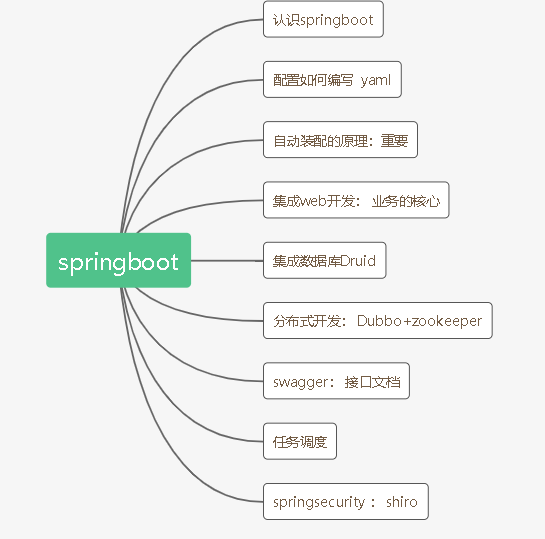 认识springboot
配置如何编写 yaml
自动装配的原理：重要
集成web开发：业务的核心
springboot
集成数据库Druid
分布式开发：Dubbo+zookeeper
swagger：接口文档
任务调度
springsecurity：shiro